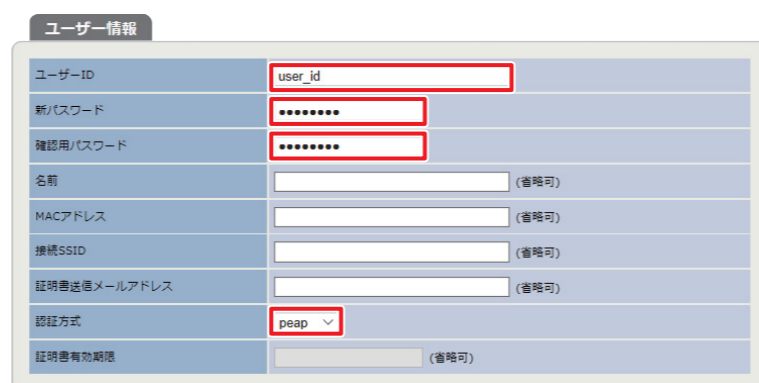 ユーザー情報
ユーザーID user_id
新パスワード ••••••••
確認用パスワード ••••••••
名前 (省略可)
MACアドレス (省略可)
接続SSID (省略可)
証明書送信メールアドレス (省略可)
認証方式 peap
証明書有効期限 (省略可)